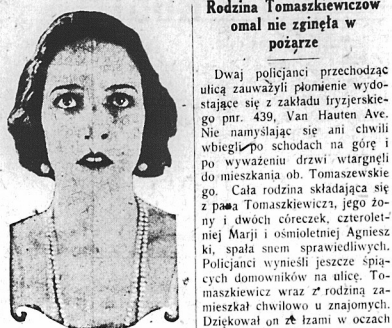 Rodzina Tomaszkiewiczów
omal nie zginęła w
pożarze
Dwaj policjanci przechodząc
ulicą zauważyli płomienie wydo-
stające się z zakładu fryzjerskie-
go pnr. 439, Van Hauten Ave.
Nie namyślając się ani chwili
wbiegli po schodach na górę i
po wyważeniu drzwi wtargnęli
do mieszkania ob. Tomaszewskie
go. Cała rodzina składająca się
z pana Tomaszkiewicza, jego żo-
ny i dwóch córeczek, czterolet-
niej Marji i ośmioletniej Agniesz
ki, spała snem sprawiedliwych.
Policjanci wynieśli jeszcze śpią-
cych domowników na ulicę. To-
maszkiewicz wraz z rodziną za-
mieszkał chwilowo u znajomych.
Dziękował on ze łzami w oczach